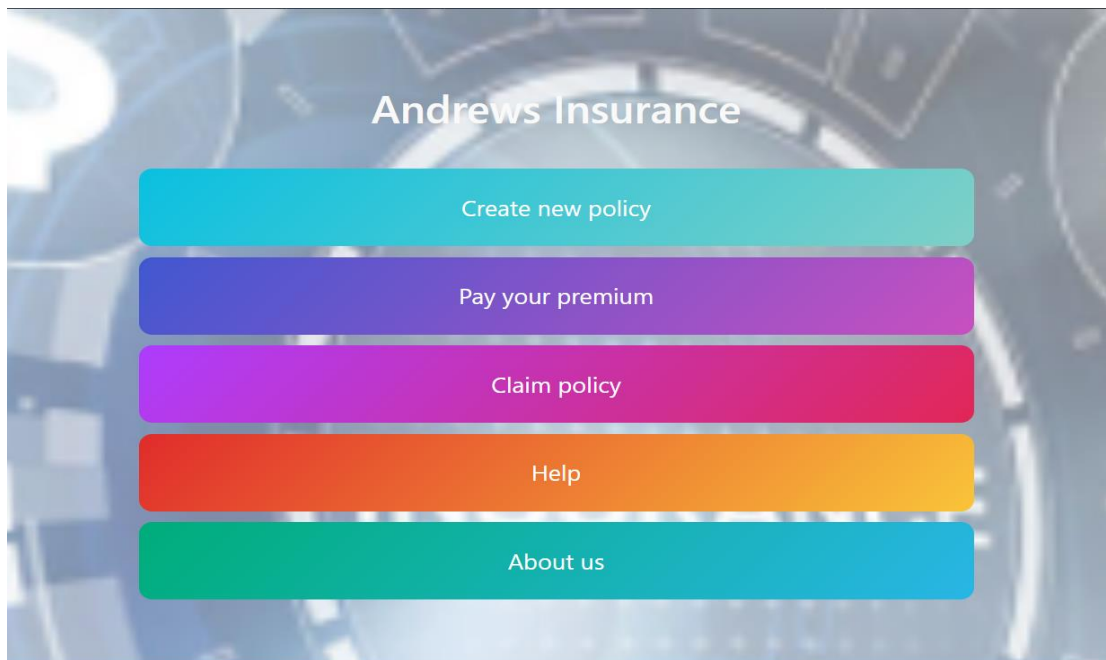 Andrews Insurance
Create new policy
Pay your premium
Claim policy
Help
About us